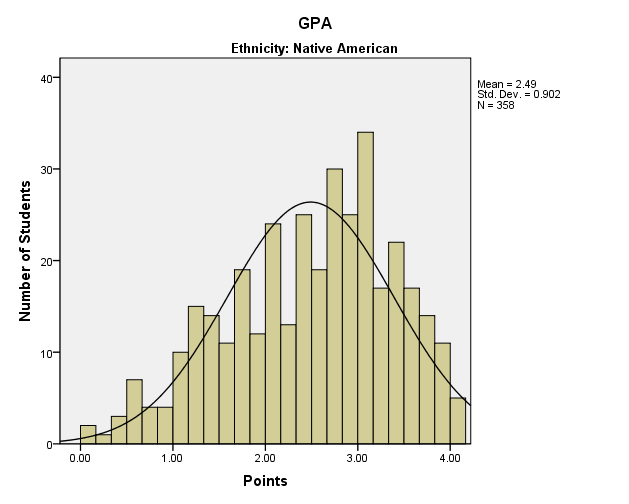 GPA
Ethnicity: Native American
Mean = 2.49
Std. Dev. = 0.902
N = 358
Number of Students
40
30
20
10
0
0.00 1.00 2.00 3.00 4.00
Points